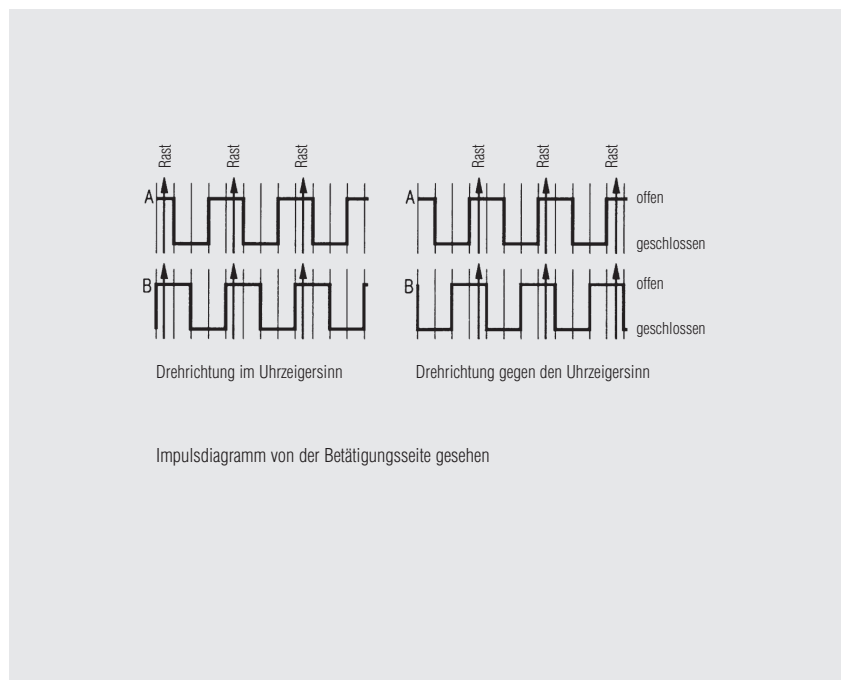 Rast Rast Rast Rast Rast Rast
A A offen
geschlossen
B B offen
geschlossen
Drehrichtung im Uhrzeigersinn Drehrichtung gegen den Uhrzeigersinn
Impulsdiagramm von der Betätigungsseite gesehen